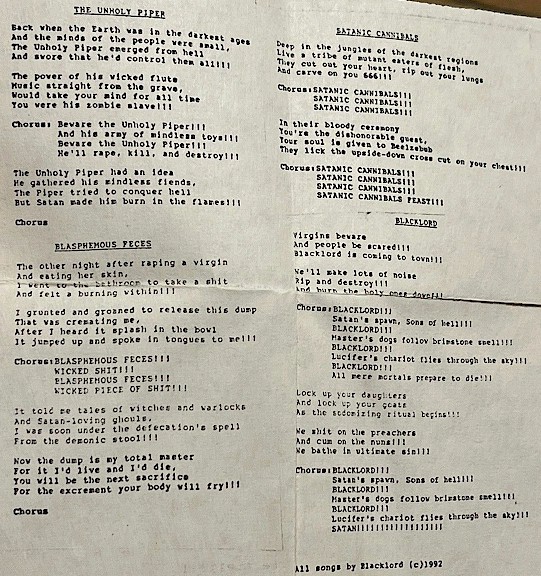 THE UNHOLY PIPER
Back when the Earth was in the darkest ages
And the minds of the people were small,
The Unholy Piper emerged from hell
And swore that he'd control them all!!!
The power of his wicked flute
Music straight from the grave,
Would take your mind for all time
You were his zombie slave!!!
Chorus: Beware the Unholy Piper!!!
And his army of mindless toys!!!
Beware the Unholy Piper!!!
He'll rape, kill, and destroy!!!
The Unholy Piper had an idea
He gathered his mindless fiends,
The Piper tried to conquer hell
But Satan made him burn in the flames!!!
Chorus
BLASPHEMOUS FECES
The other night after raping a virgin
And eating her skin,
I went to the bathroom to take a shit
And felt a burning within!!!
I grunted and groaned to release this dump
That was cremating me,
After I heard it splash in the bowl
It jumped up and spoke in tongues to me!!!
Chorus:BLASPHEMOUS FECES!!!
WICKED SHIT!!!
BLASPHEMOUS FECES!!!
WICKED PIECE OF SHIT!!!
It told me tales of witches and warlocks
And Satan-loving ghouls,
I was soon under the defecation's spell
From the demonic stool!!!
Now the dump is my total master
For it I'd live and I'd die,
You will be the next sacrifice
For the excrement your body will fry!!!
Chorus
SATANIC CANNIBALS
Deep in the jungles of the darkest regions
Live a tribe of mutant eaters of flesh,
They cut out your heart, rip out your lungs
And carve on you 666!!!
Chorus:SATANIC CANNIBALS!!!
SATANIC CANNIBALS!!!
SATANIC CANNIBALS!!!
In their bloody ceremony
You're the dishonorable guest,
Your soul is given to Beelzebub
They lick the upside-down cross cut on your chest!!!
Chorus:SATANIC CANNIBALS!!!
SATANIC CANNIBALS!!!
SATANIC CANNIBALS!!!
SATANIC CANNIBALS FEAST!!!
BLACKLORD
Virgins beware
And people be scared!!!
Blacklord is coming to town!!!
We'll make lots of noise
Rip and destroy!!!
And burn the holy ones down!!!
Chorus:BLACKLORD!!!
Satan's spawn, Sons of hell!!!
BLACKLORD!!!
Master's dogs follow brimstone smell!!!
BLACKLORD!!!
Lucifer's chariot flies through the sky!!!
BLACKLORD!!!
All mere mortals prepare to die!!!
Lock up your daughters
And lock up your goats
As the sodomizing ritual begins!!!
We shit on the preachers
And cum on the nuns!!!
We bathe in ultimate sin!!!
Chorus:BLACKLORD!!!
Satan's spawn, Sons of hell!!!
BLACKLORD!!!
Master's dogs follow brimstone smell!!!
BLACKLORD!!!
Lucifer's chariot flies through the sky!!!
SATAN!!!!!!!!!!!!!!!!!!
All songs by Blacklord (c)1992